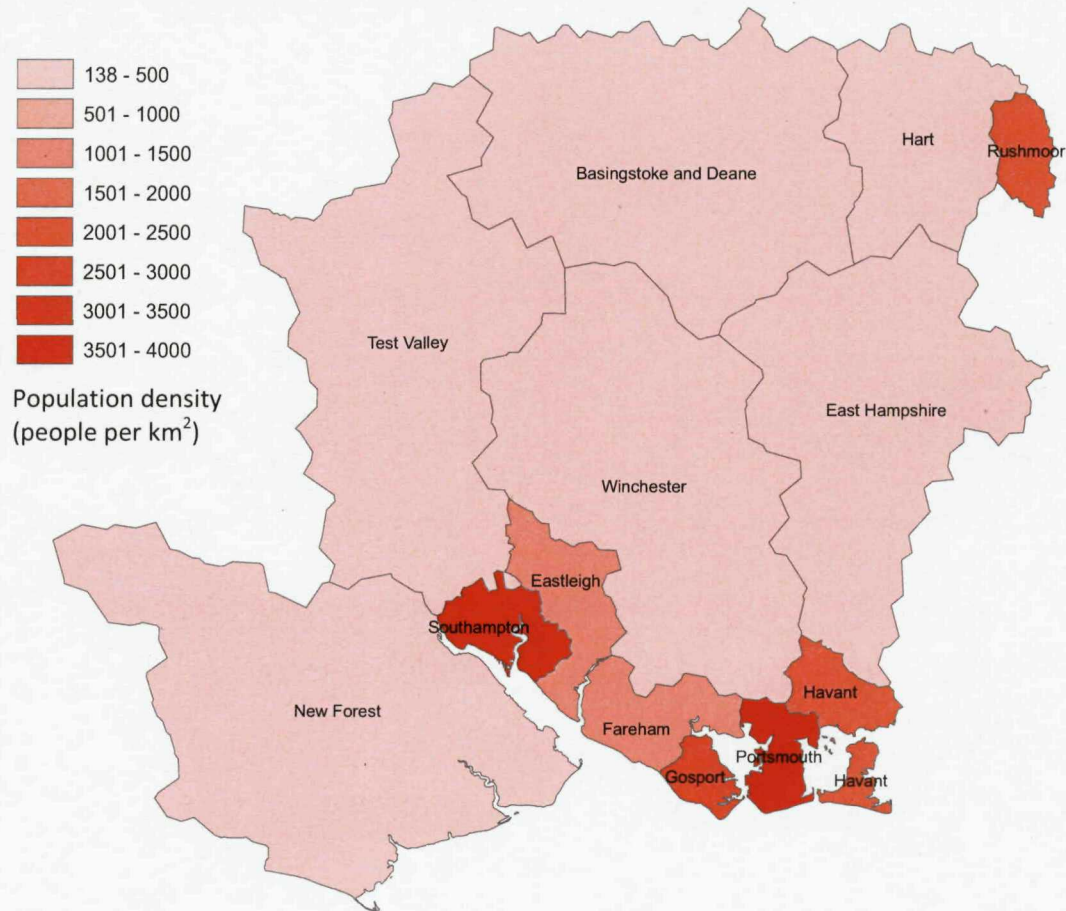 138 - 500
501 - 1000
1001 - 1500
1501 - 2000
2001 - 2500
2501 - 3000
3001 - 3500
3501 - 4000
Population density
(people per km²)
Hart
Rushmoor
Basingstoke and Deane
Test Valley
East Hampshire
Winchester
Eastleigh
Southampton
Havant
New Forest
Fareham
Portsmouth
Gosport
Havant